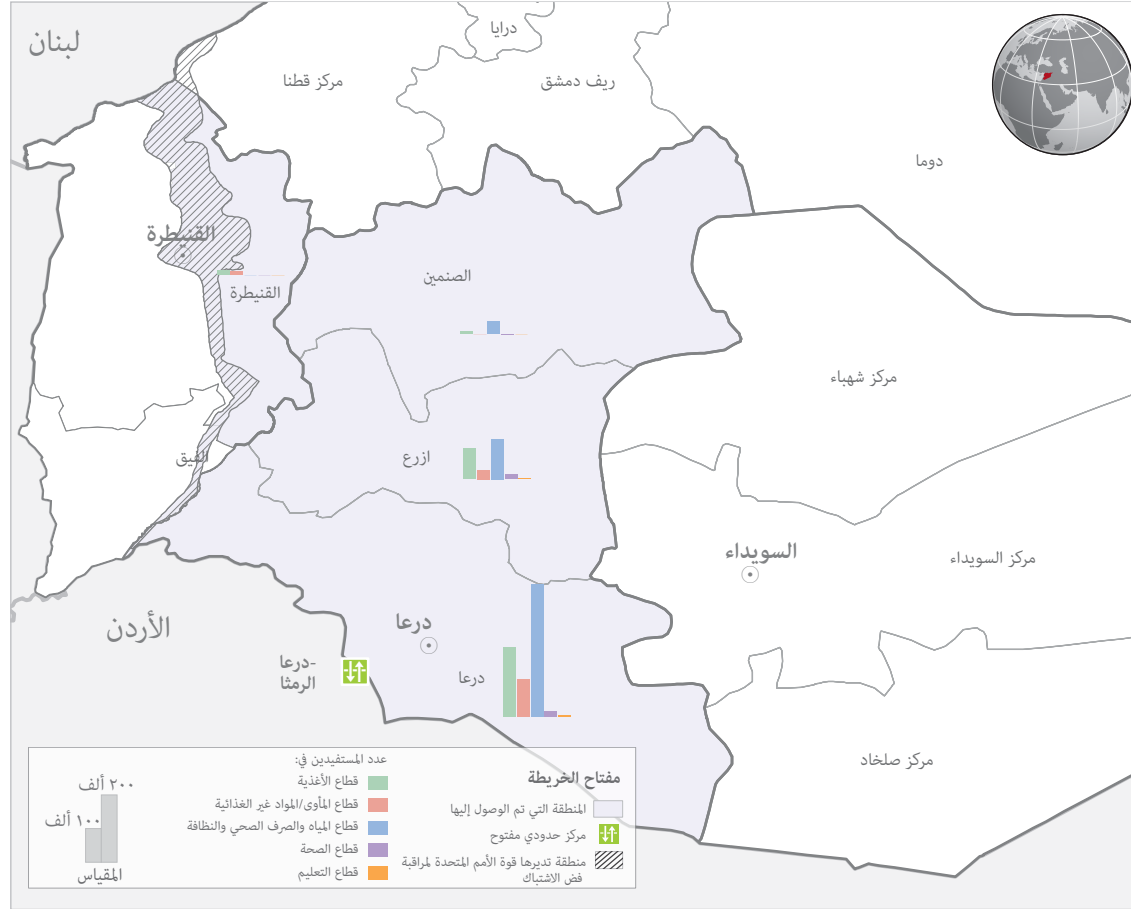 لبنان
درايا
مركز قطنا
ريف دمشق
دوما
القنيطرة
القنيطرة
الصنمين
مركز شهباء
ازرع
الفيق
السويداء
مركز السويداء
الأردن
درعا
درعا
درعا-
الرمثا
مركز صلخاد
مفتاح الخريطة
المنطقة التي تم الوصول إليها
مركز حدودي مفتوح
منطقة تديرها قوة الأمم المتحدة لمراقبة
فض الاشتباك
عدد المستفيدين في:
قطاع الأغذية
قطاع المأوى/المواد غير الغذائية
قطاع المياه والصرف الصحي والنظافة
قطاع الصحة
قطاع التعليم
٢٠٠ ألف
١٠٠ ألف
المقياس